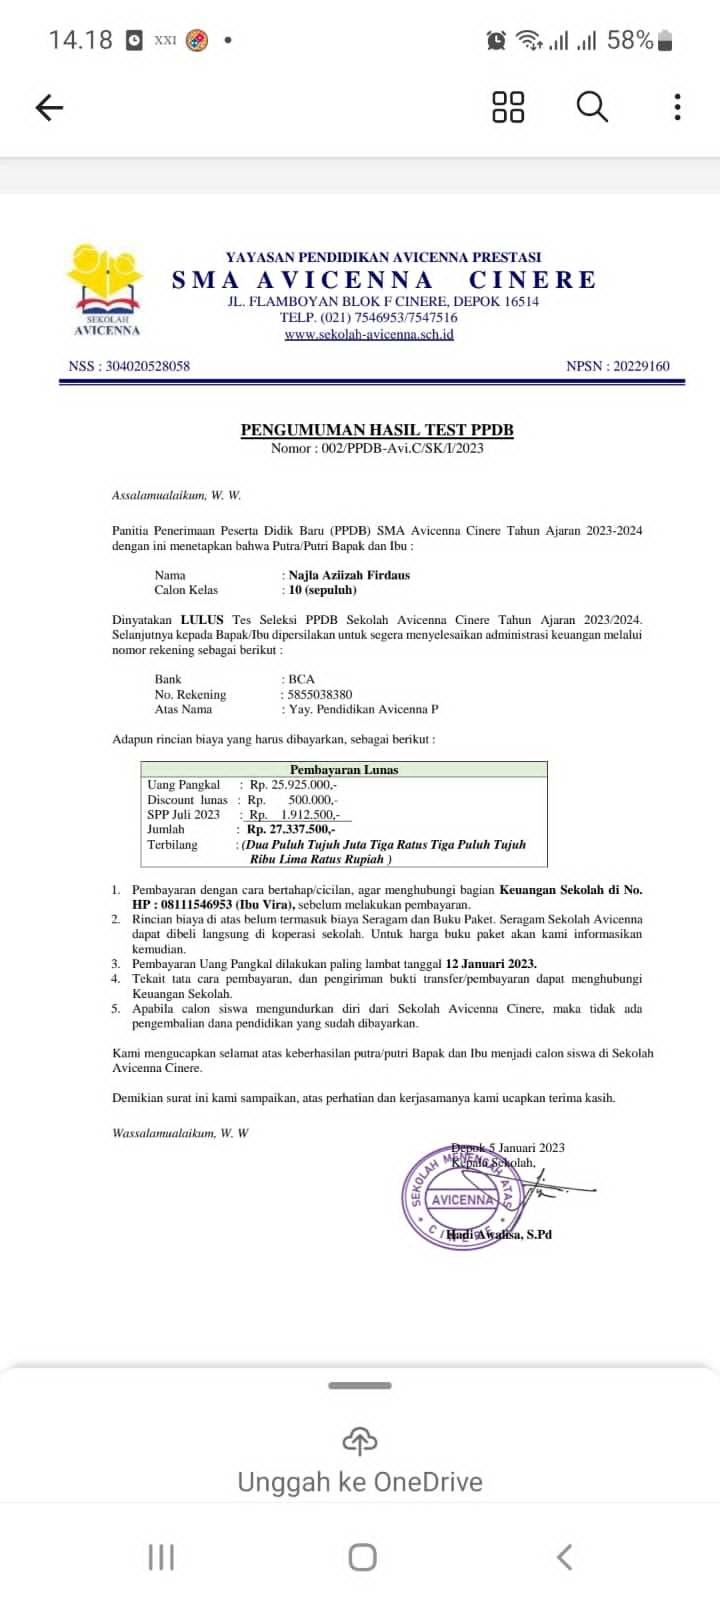 14.18 XXI 58%
YAYASAN PENDIDIKAN AVICENNA PRESTASI
SMA AVICENNA CINERE
JL. FLAMBOYAN BLOK F CINERE, DEPOK 16514
TELP. (021) 7546953/7547516
www.sekolah-avicenna.sch.id
SEKOLAH
AVICENNA
NSS : 304020528058 NPSN : 20229160
PENGUMUMAN HASIL TEST PPDB
Nomor : 002/PPDB-Avi.C/SK/I/2023
Assalamualaikum, W. W.
Panitia Penerimaan Peserta Didik Baru (PPDB) SMA Avicenna Cinere Tahun Ajaran 2023-2024
dengan ini menetapkan bahwa Putra/Putri Bapak dan Ibu :
Nama : Najla Aziizah Firdaus
Calon Kelas : 10 (sepuluh)
Dinyatakan LULUS Tes Seleksi PPDB Sekolah Avicenna Cinere Tahun Ajaran 2023/2024.
Selanjutnya kepada Bapak/Ibu dipersilakan untuk segera menyelesaikan administrasi keuangan melalui
nomor rekening sebagai berikut :
Bank : BCA
No. Rekening : 5855038380
Atas Nama : Yay. Pendidikan Avicenna P
Adapun rincian biaya yang harus dibayarkan, sebagai berikut :
Pembayaran Lunas
Uang Pangkal : Rp. 25.925.000,-
Discount lunas : Rp. 500.000,-
SPP Juli 2023 : Rp. 1.912.500,-
Jumlah : Rp. 27.337.500,-
Terbilang : (Dua Puluh Tujuh Juta Tiga Ratus Tiga Puluh Tujuh
Ribu Lima Ratus Rupiah )
1. Pembayaran dengan cara bertahap/cicilan, agar menghubungi bagian Keuangan Sekolah di No.
HP : 08111546953 (Ibu Vira), sebelum melakukan pembayaran.
2. Rincian biaya di atas belum termasuk biaya Seragam dan Buku Paket. Seragam Sekolah Avicenna
dapat dibeli langsung di koperasi sekolah. Untuk harga buku paket akan kami informasikan
kemudian.
3. Pembayaran Uang Pangkal dilakukan paling lambat tanggal 12 Januari 2023.
4. Tekait tata cara pembayaran, dan pengiriman bukti transfer/pembayaran dapat menghubungi
Keuangan Sekolah.
5. Apabila calon siswa mengundurkan diri dari Sekolah Avicenna Cinere, maka tidak ada
pengembalian dana pendidikan yang sudah dibayarkan.
Kami mengucapkan selamat atas keberhasilan putra/putri Bapak dan Ibu menjadi calon siswa di Sekolah
Avicenna Cinere.
Demikian surat ini kami sampaikan, atas perhatian dan kerjasamanya kami ucapkan terima kasih.
Wassalamualaikum, W. W
Depok 5 Januari 2023
Kepala Sekolah,
SEKOLAH MENENGAH ATAS
AVICENNA
CINERE
Hadi Awalisa, S.Pd
Unggah ke OneDrive